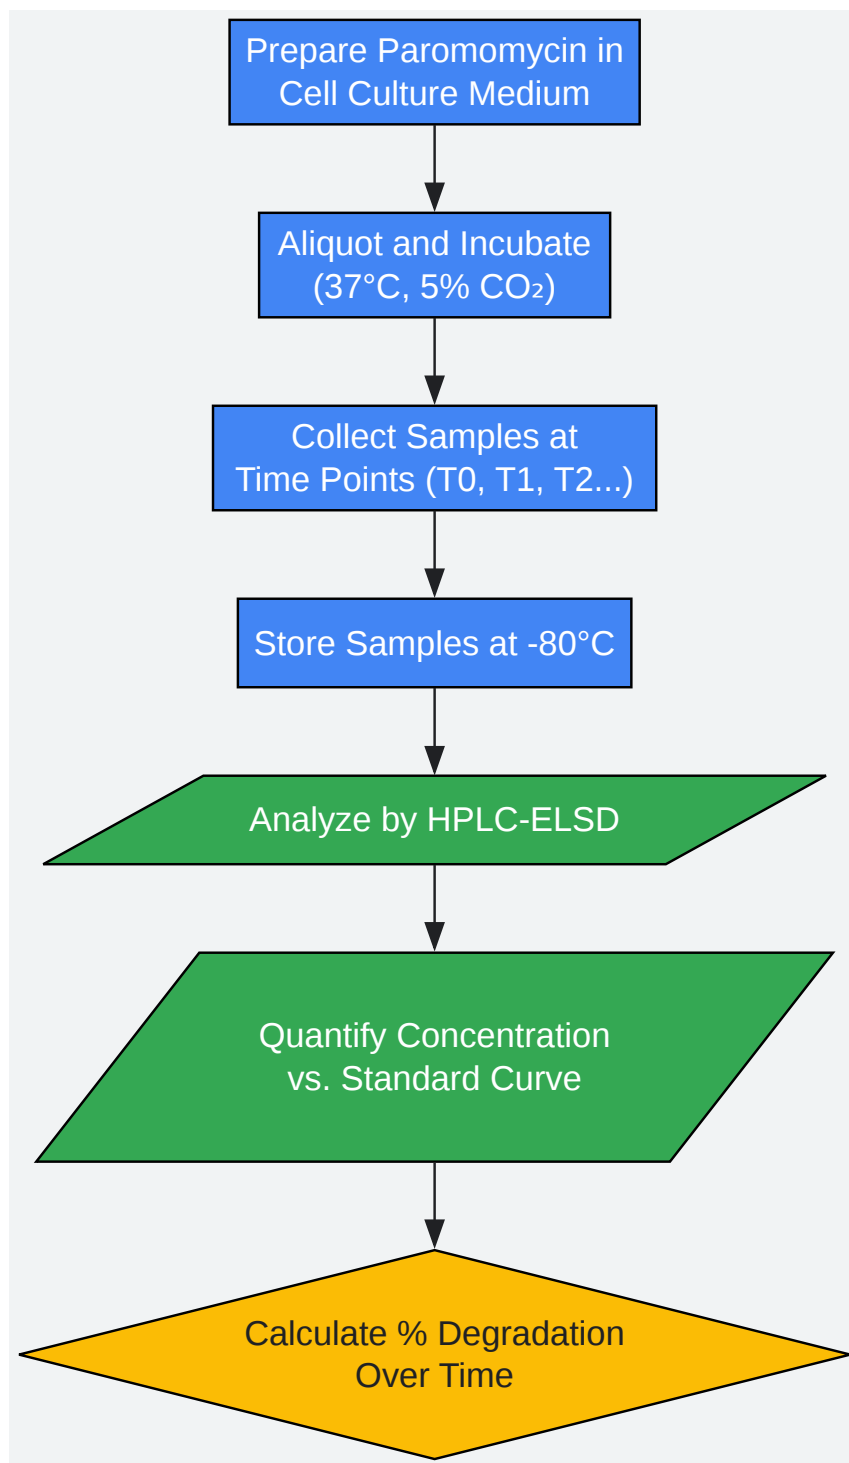 Prepare Paromomycin in
Cell Culture Medium
Aliquot and Incubate
(37°C, 5% CO₂)
Collect Samples at
Time Points (T0, T1, T2...)
Store Samples at -80°C
Analyze by HPLC-ELSD
Quantify Concentration
vs. Standard Curve
Calculate % Degradation
Over Time